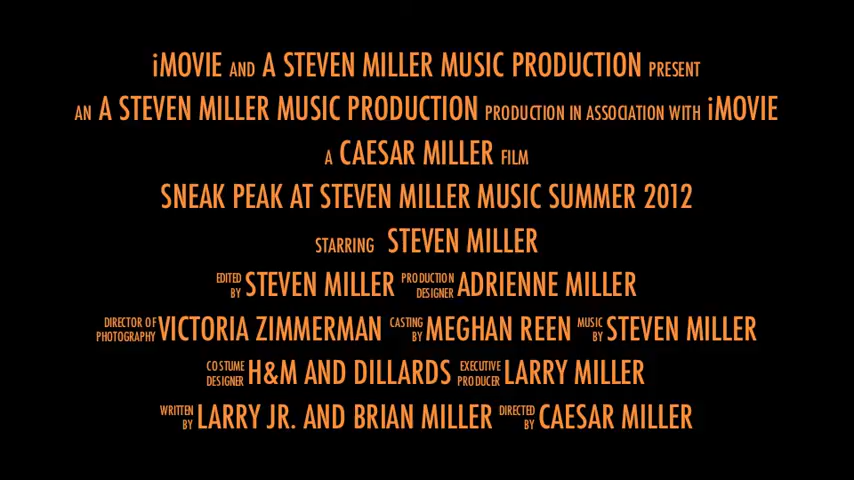 iMOVIE AND A STEVEN MILLER MUSIC PRODUCTION PRESENT
AN A STEVEN MILLER MUSIC PRODUCTION PRODUCTION IN ASSOCIATION WITH iMOVIE
A CAESAR MILLER FILM
SNEAK PEAK AT STEVEN MILLER MUSIC SUMMER 2012
STARRING STEVEN MILLER
EDITED BY STEVEN MILLER PRODUCTION DESIGNER ADRIENNE MILLER
DIRECTOR OF PHOTOGRAPHY VICTORIA ZIMMERMAN CASTING BY MEGHAN REEN MUSIC BY STEVEN MILLER
COSTUME DESIGNER H&M AND DILLARDS EXECUTIVE PRODUCER LARRY MILLER
WRITTEN BY LARRY JR. AND BRIAN MILLER DIRECTED BY CAESAR MILLER